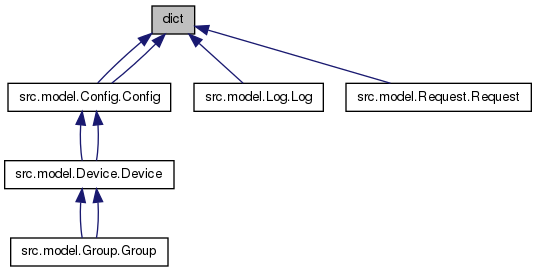 dict
src.model.Config.Config
src.model.Log.Log
src.model.Request.Request
src.model.Device.Device
src.model.Group.Group